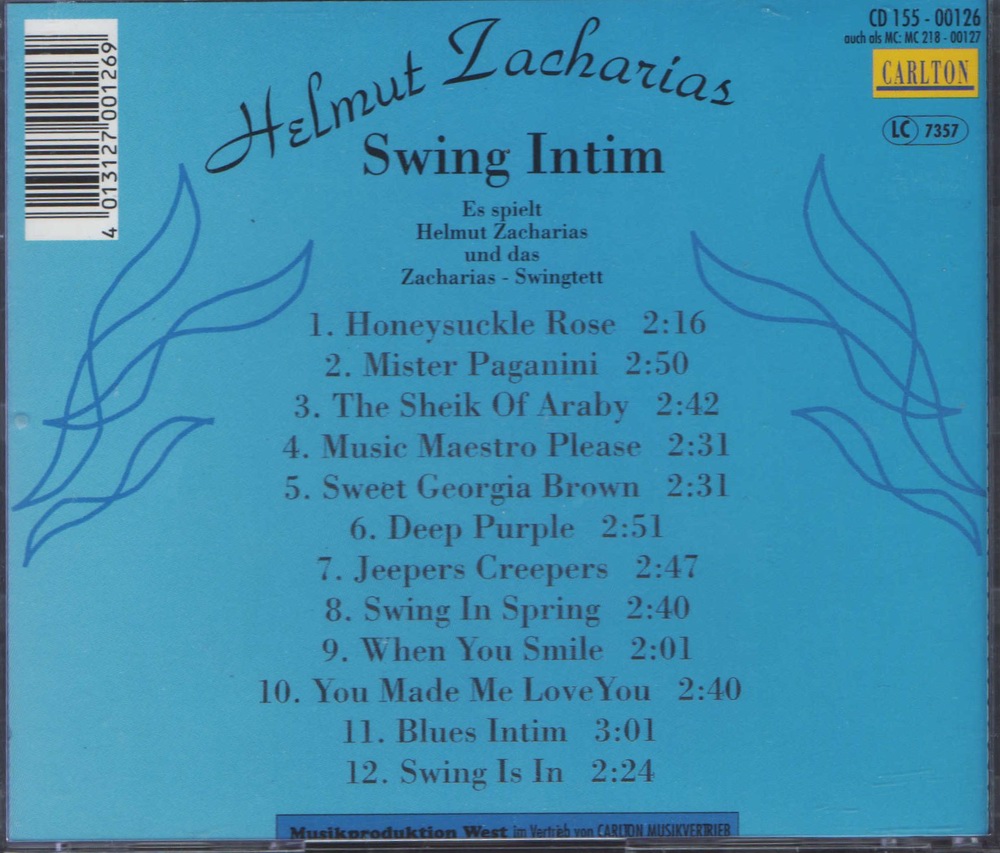 CD 155 - 00126
auch als MC: MC 218 - 00127
CARLTON
LC 7357
4 013127 001269
Helmut Zacharias
Swing Intim
Es spielt
Helmut Zacharias
und das
Zacharias - Swingtett
1. Honeysuckle Rose 2:16
2. Mister Paganini 2:50
3. The Sheik Of Araby 2:42
4. Music Maestro Please 2:31
5. Sweet Georgia Brown 2:31
6. Deep Purple 2:51
7. Jeepers Creepers 2:47
8. Swing In Spring 2:40
9. When You Smile 2:01
10. You Made Me LoveYou 2:40
11. Blues Intim 3:01
12. Swing Is In 2:24
Musikproduktion West im Vertrieb von CARLTON MUSIKVERTRIEB